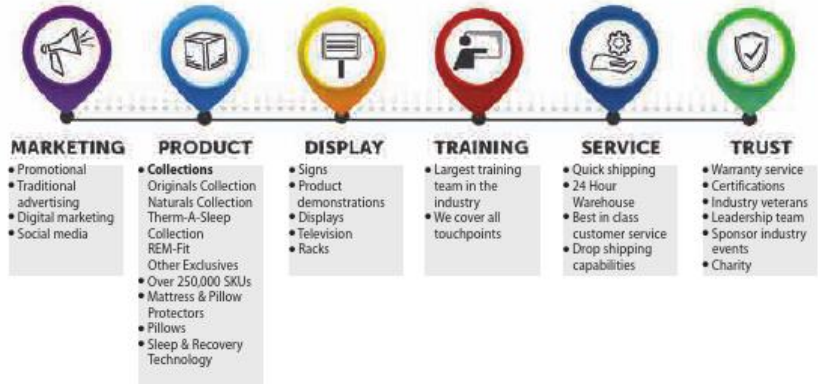 MARKETING
• Promotional
• Traditional
advertising
• Digital marketing
• Social media
PRODUCT
• Collections
Originals Collection
Naturals Collection
Therm-A-Sleep
Collection
REM-Fit
Other Exclusives
• Over 250,000 SKUs
• Mattress & Pillow
Protectors
• Pillows
• Sleep & Recovery
Technology
DISPLAY
• Signs
• Product
demonstrations
• Displays
• Television
• Racks
TRAINING
• Largest training
team in the
industry
• We cover all
touchpoints
SERVICE
• Quick shipping
• 24 Hour
Warehouse
• Best in class
customer service
• Drop shipping
capabilities
TRUST
• Warranty service
• Certifications
• Industry veterans
• Leadership team
• Sponsor industry
events
• Charity